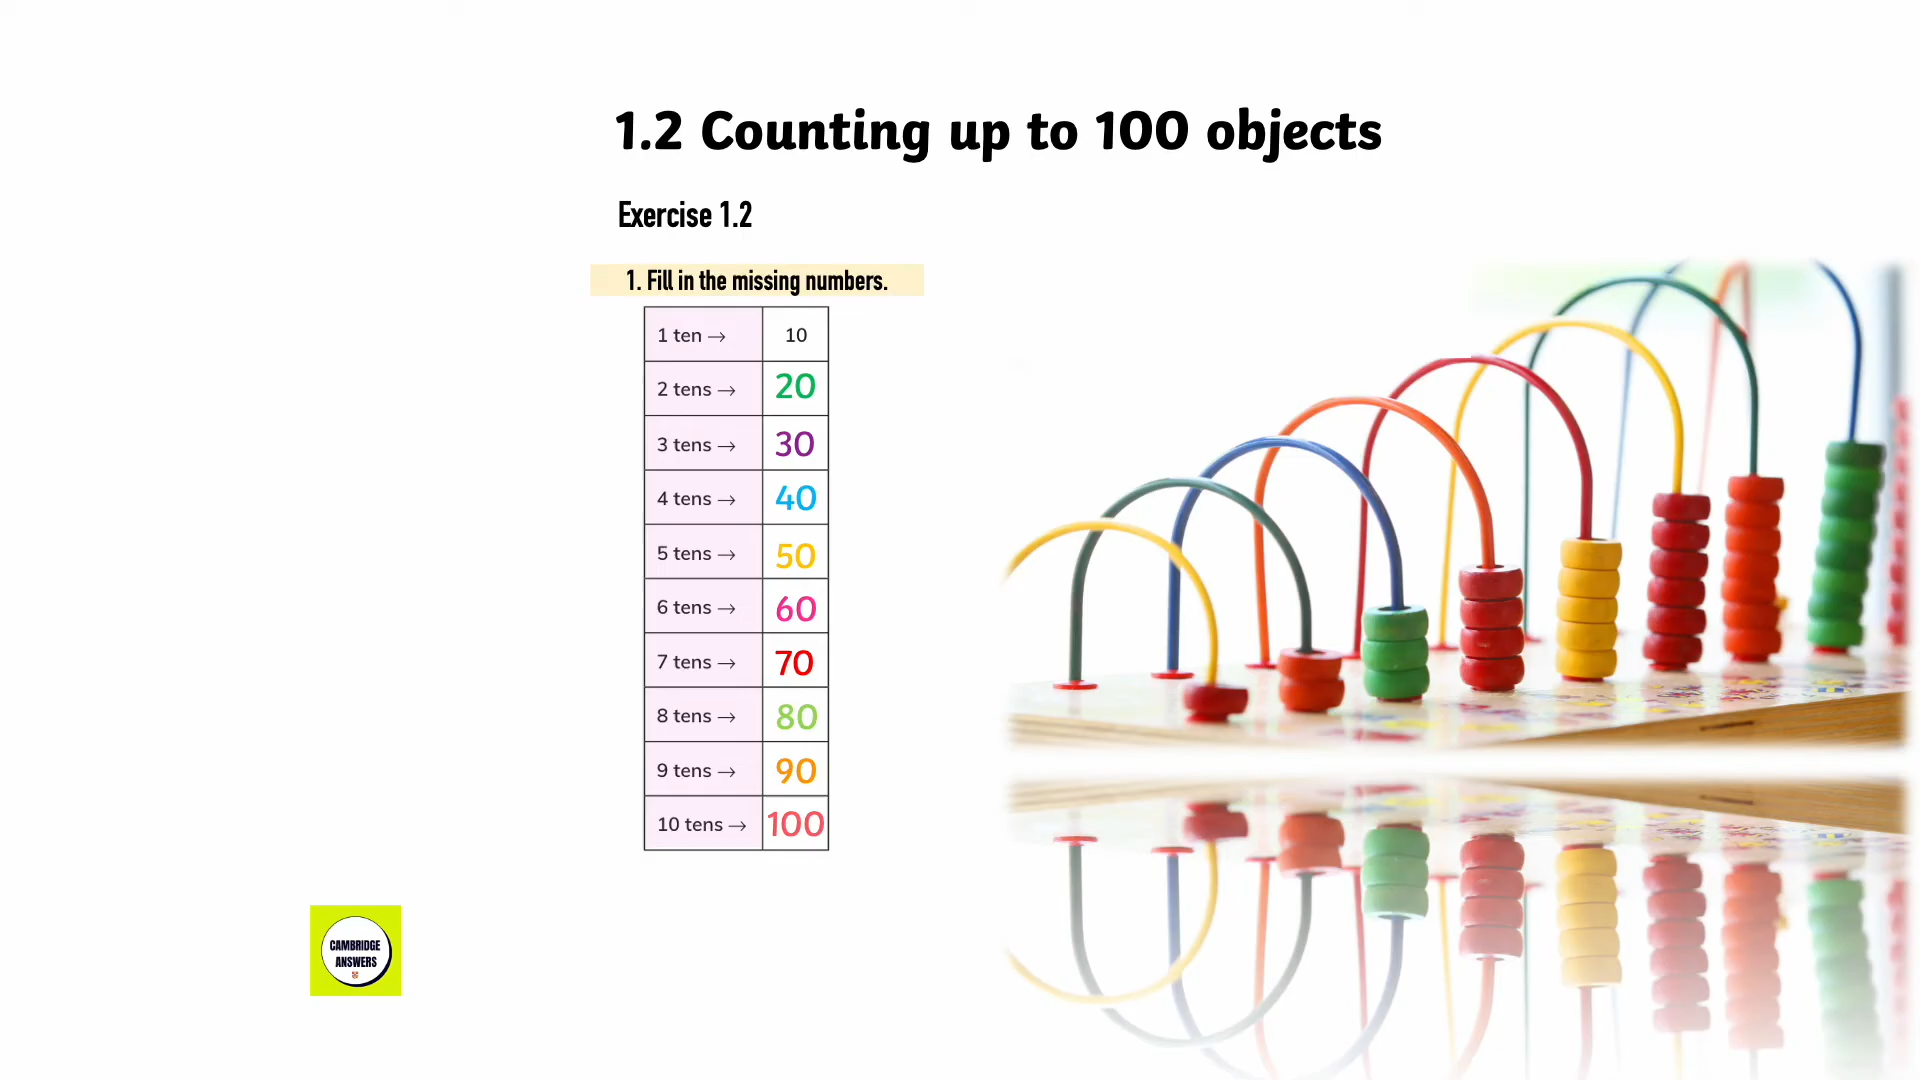 1.2 Counting up to 100 objects
Exercise 1.2
1. Fill in the missing numbers.
1 ten → 10
2 tens → 20
3 tens → 30
4 tens → 40
5 tens → 50
6 tens → 60
7 tens → 70
8 tens → 80
9 tens → 90
10 tens → 100
CAMBRIDGE
ANSWERS